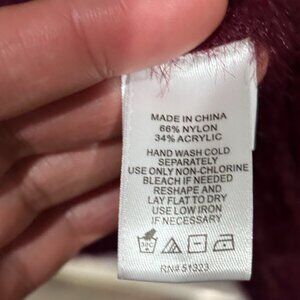 MADE IN CHINA
66% NYLON
34% ACRYLIC
HAND WASH COLD
SEPARATELY
USE ONLY NON-CHLORINE
BLEACH IF NEEDED
RESHAPE AND
LAY FLAT TO DRY
USE LOW IRON
IF NECESSARY
RN# 51323